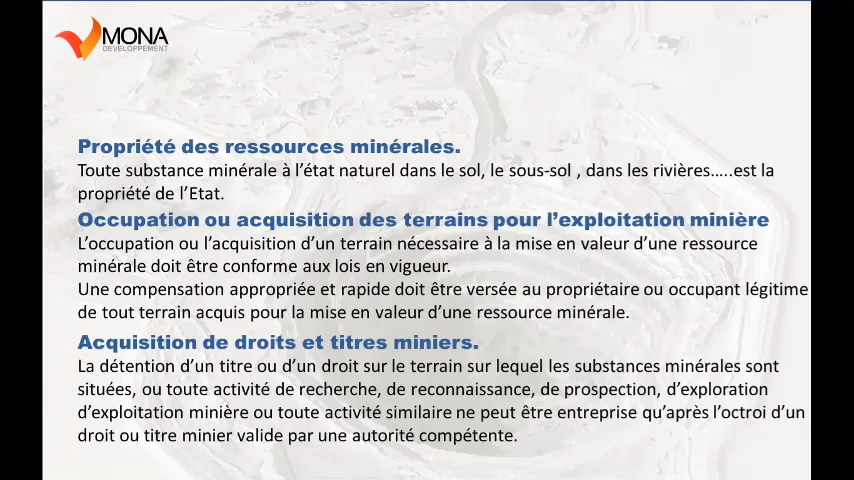 MONA
DEVELOPPEMENT
Propriété des ressources minérales.
Toute substance minérale à l’état naturel dans le sol, le sous-sol , dans les rivières…..est la
propriété de l’Etat.
Occupation ou acquisition des terrains pour l’exploitation minière
L’occupation ou l’acquisition d’un terrain nécessaire à la mise en valeur d’une ressource
minérale doit être conforme aux lois en vigueur.
Une compensation appropriée et rapide doit être versée au propriétaire ou occupant légitime
de tout terrain acquis pour la mise en valeur d’une ressource minérale.
Acquisition de droits et titres miniers.
La détention d’un titre ou d’un droit sur le terrain sur lequel les substances minérales sont
situées, ou toute activité de recherche, de reconnaissance, de prospection, d’exploration
d’exploitation minière ou toute activité similaire ne peut être entreprise qu’après l’octroi d’un
droit ou titre minier valide par une autorité compétente.